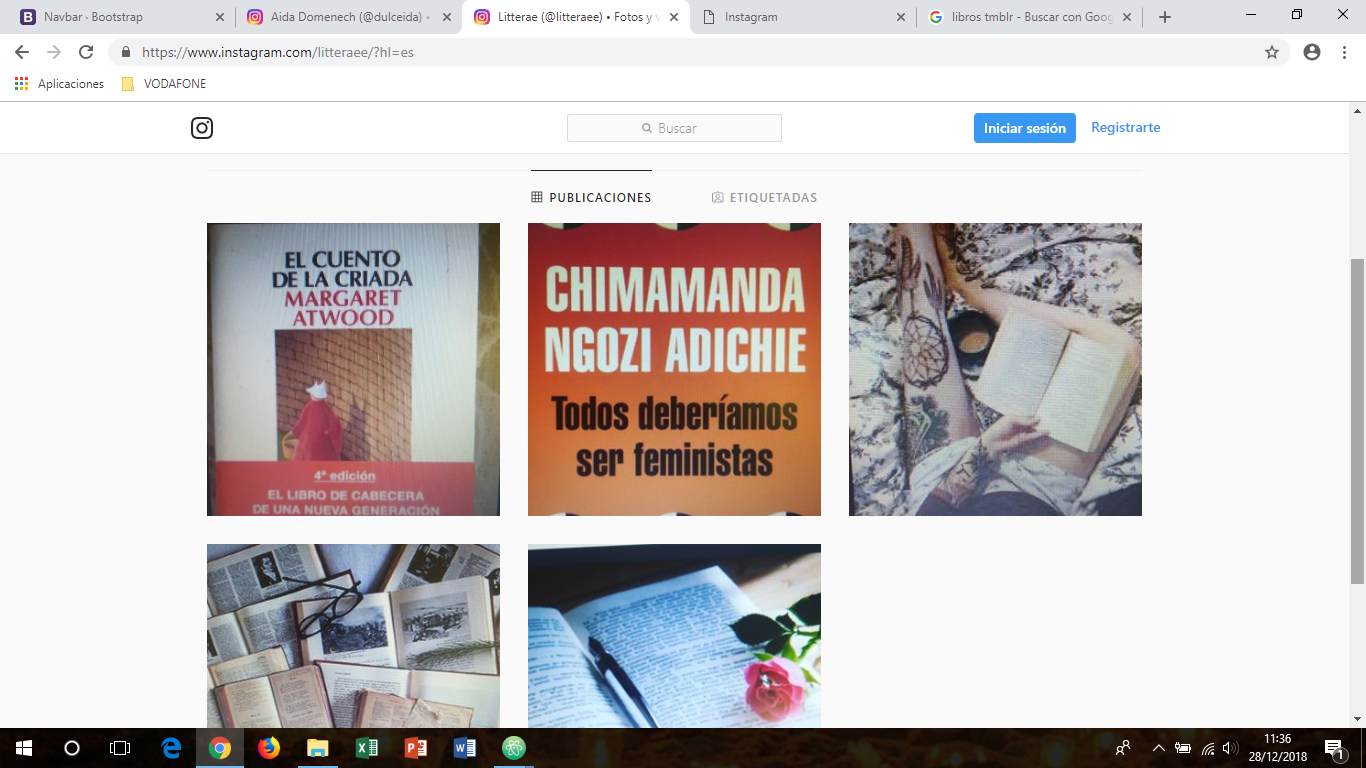 Navbar · Bootstrap
Aida Domenech (@dulceida) •
Litterae (@litteraee) • Fotos y v
Instagram
libros tmblr - Buscar con Goog
https://www.instagram.com/litteraee/?hl=es
Aplicaciones
VODAFONE
Buscar
Iniciar sesión
Registrarte
PUBLICACIONES
ETIQUETADAS
EL CUENTO
DE LA CRIADA
MARGARET
ATWOOD
4ª edición
EL LIBRO DE CABECERA
DE UNA NUEVA GENERACIÓN
CHIMAMANDA
NGOZI ADICHIE
Todos deberíamos
ser feministas
11:36
28/12/2018
1